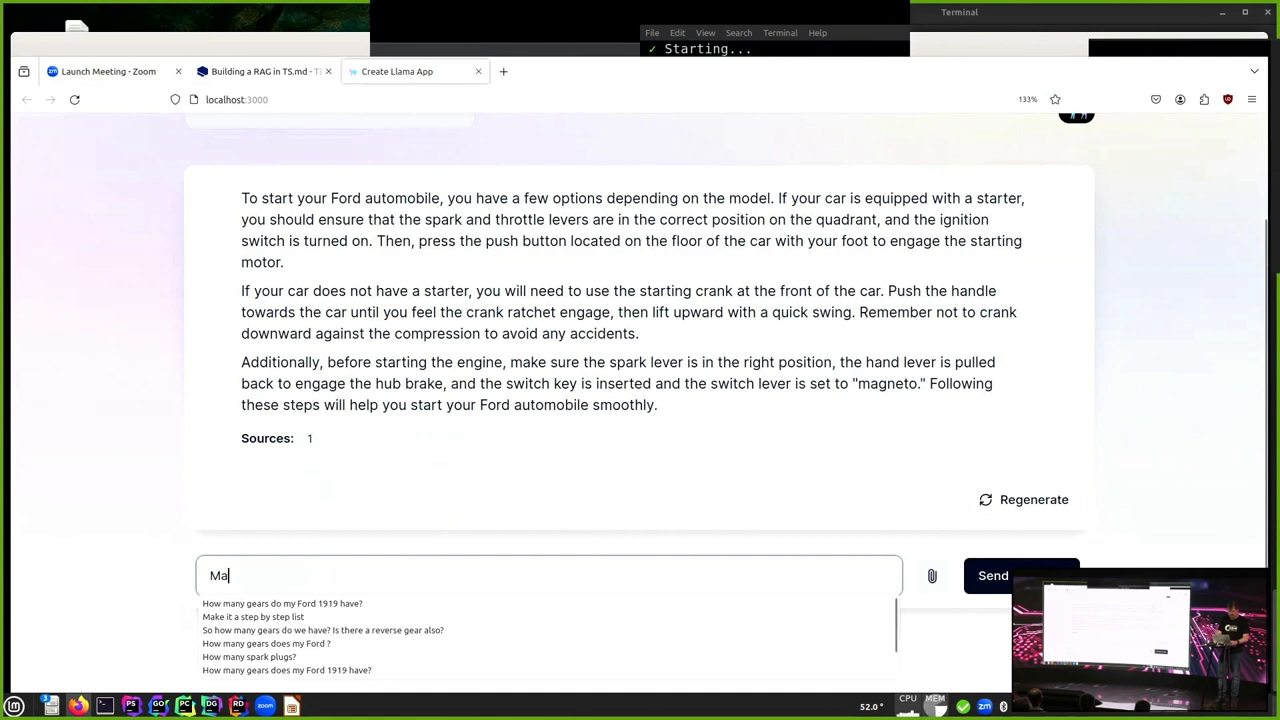 Terminal
File Edit View Search Terminal Help
✓ Starting...
Launch Meeting - Zoom
Building a RAG in TS.md - T
Create Llama App
localhost:3000
133%
To start your Ford automobile, you have a few options depending on the model. If your car is equipped with a starter,
you should ensure that the spark and throttle levers are in the correct position on the quadrant, and the ignition
switch is turned on. Then, press the push button located on the floor of the car with your foot to engage the starting
motor.
If your car does not have a starter, you will need to use the starting crank at the front of the car. Push the handle
towards the car until you feel the crank ratchet engage, then lift upward with a quick swing. Remember not to crank
downward against the compression to avoid any accidents.
Additionally, before starting the engine, make sure the spark lever is in the right position, the hand lever is pulled
back to engage the hub brake, and the switch key is inserted and the switch lever is set to "magneto." Following
these steps will help you start your Ford automobile smoothly.
Sources: 1
Regenerate
Ma
Send
How many gears do my Ford 1919 have?
Make it a step by step list
So how many gears do we have? Is there a reverse gear also?
How many gears does my Ford ?
How many spark plugs?
How many gears does my Ford 1919 have?
3
PS
GO
PC
DG
RD
zoom
52.0°
CPU
MEM
zm